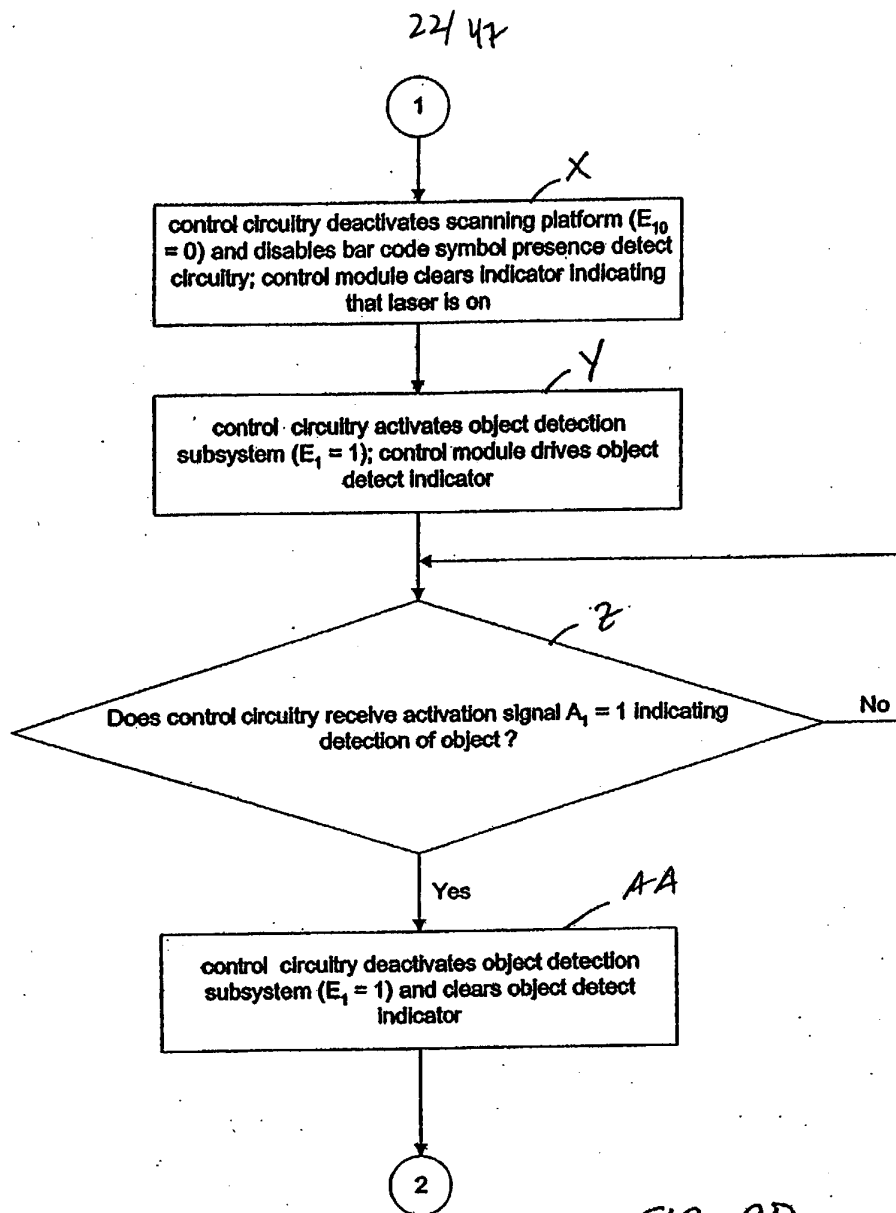 22/47
1
X
control circuitry deactivates scanning platform (E₁₀
= 0) and disables bar code symbol presence detect
circuitry; control module clears indicator indicating
that laser is on
Y
control circuitry activates object detection
subsystem (E₁ = 1); control module drives object
detect indicator
Z
Does control circuitry receive activation signal A₁ = 1 indicating
detection of object ?
No
Yes
AA
control circuitry deactivates object detection
subsystem (E₁ = 1) and clears object detect
indicator
2